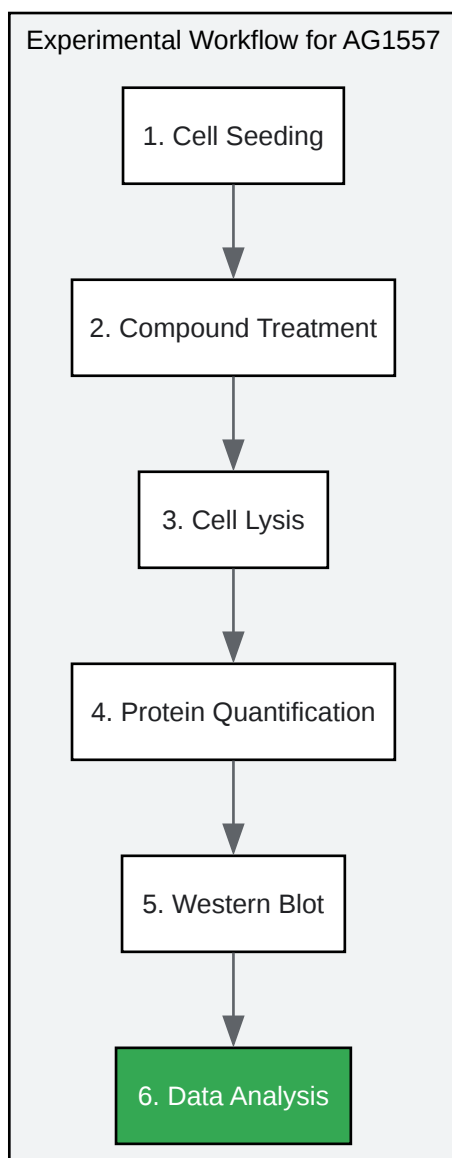 Experimental Workflow for AG1557
1. Cell Seeding
2. Compound Treatment
3. Cell Lysis
4. Protein Quantification
5. Western Blot
6. Data Analysis